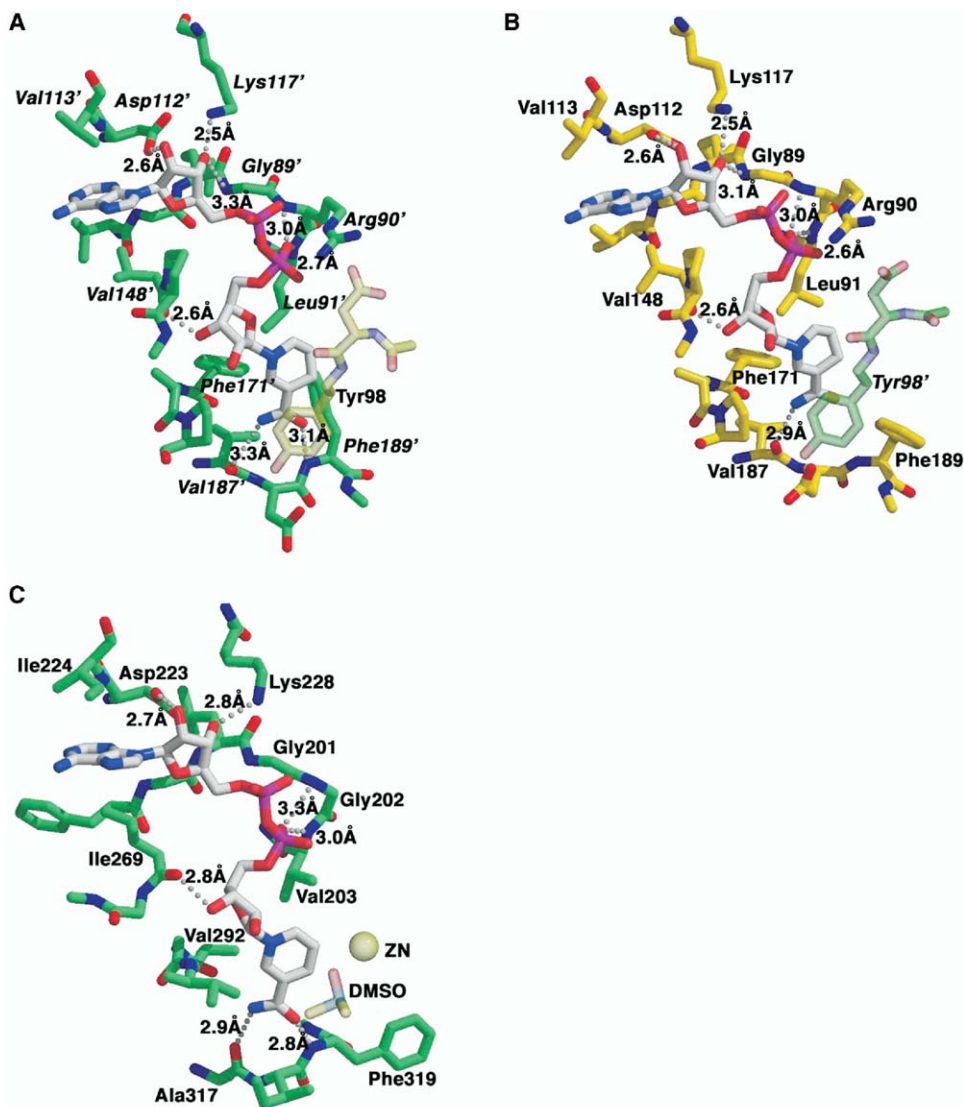 A
Lys117'
Val113'
Asp112'
2.5Å
2.6Å
Gly89'
3.3Å
Arg90'
3.0Å
2.7Å
Val148'
Leu91'
2.6Å
Phe171'
Tyr98
3.1Å
3.3Å
Phe189'
Val187'
B
Lys117
Val113
Asp112
2.5Å
2.6Å
Gly89
3.1Å
Arg90
3.0Å
2.6Å
Val148
Leu91
2.6Å
Phe171
Tyr98'
2.9Å
Val187
Phe189
C
Ile224
Asp223
Lys228
2.8Å
2.7Å
Gly201
Gly202
3.3Å
3.0Å
Ile269
2.8Å
Val203
Val292
ZN
DMSO
2.9Å
2.8Å
Phe319
Ala317